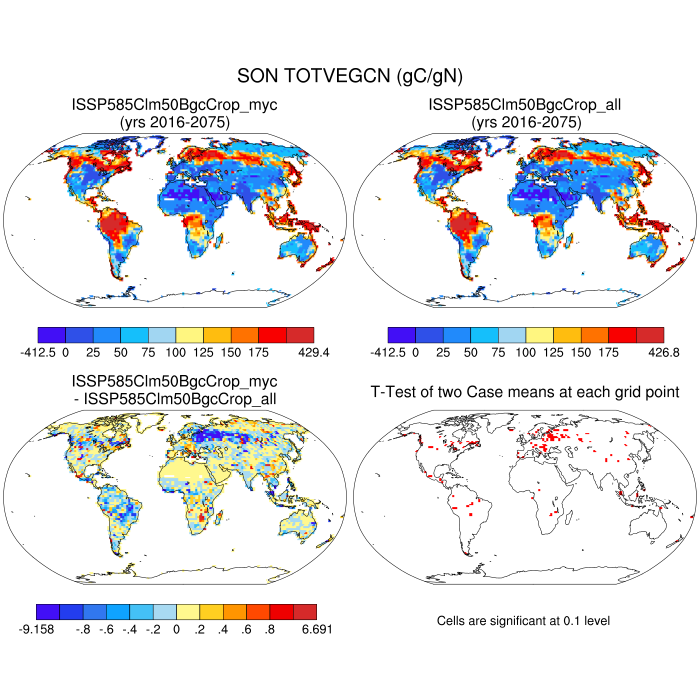 SON TOTVEGCN (gC/gN)
ISSP585Clm50BgcCrop_myc
(yrs 2016-2075)
ISSP585Clm50BgcCrop_all
(yrs 2016-2075)
-412.5 0 25 50 75 100 125 150 175 429.4
-387.5 0 25 50 75 100 125 150 175 426.8
ISSP585Clm50BgcCrop_myc
- ISSP585Clm50BgcCrop_all
T-Test of two Case means at each grid point
-9.158 -.8 -.6 -.4 -.2 0 .2 .4 .6 .8 6.691
Cells are significant at 0.1 level